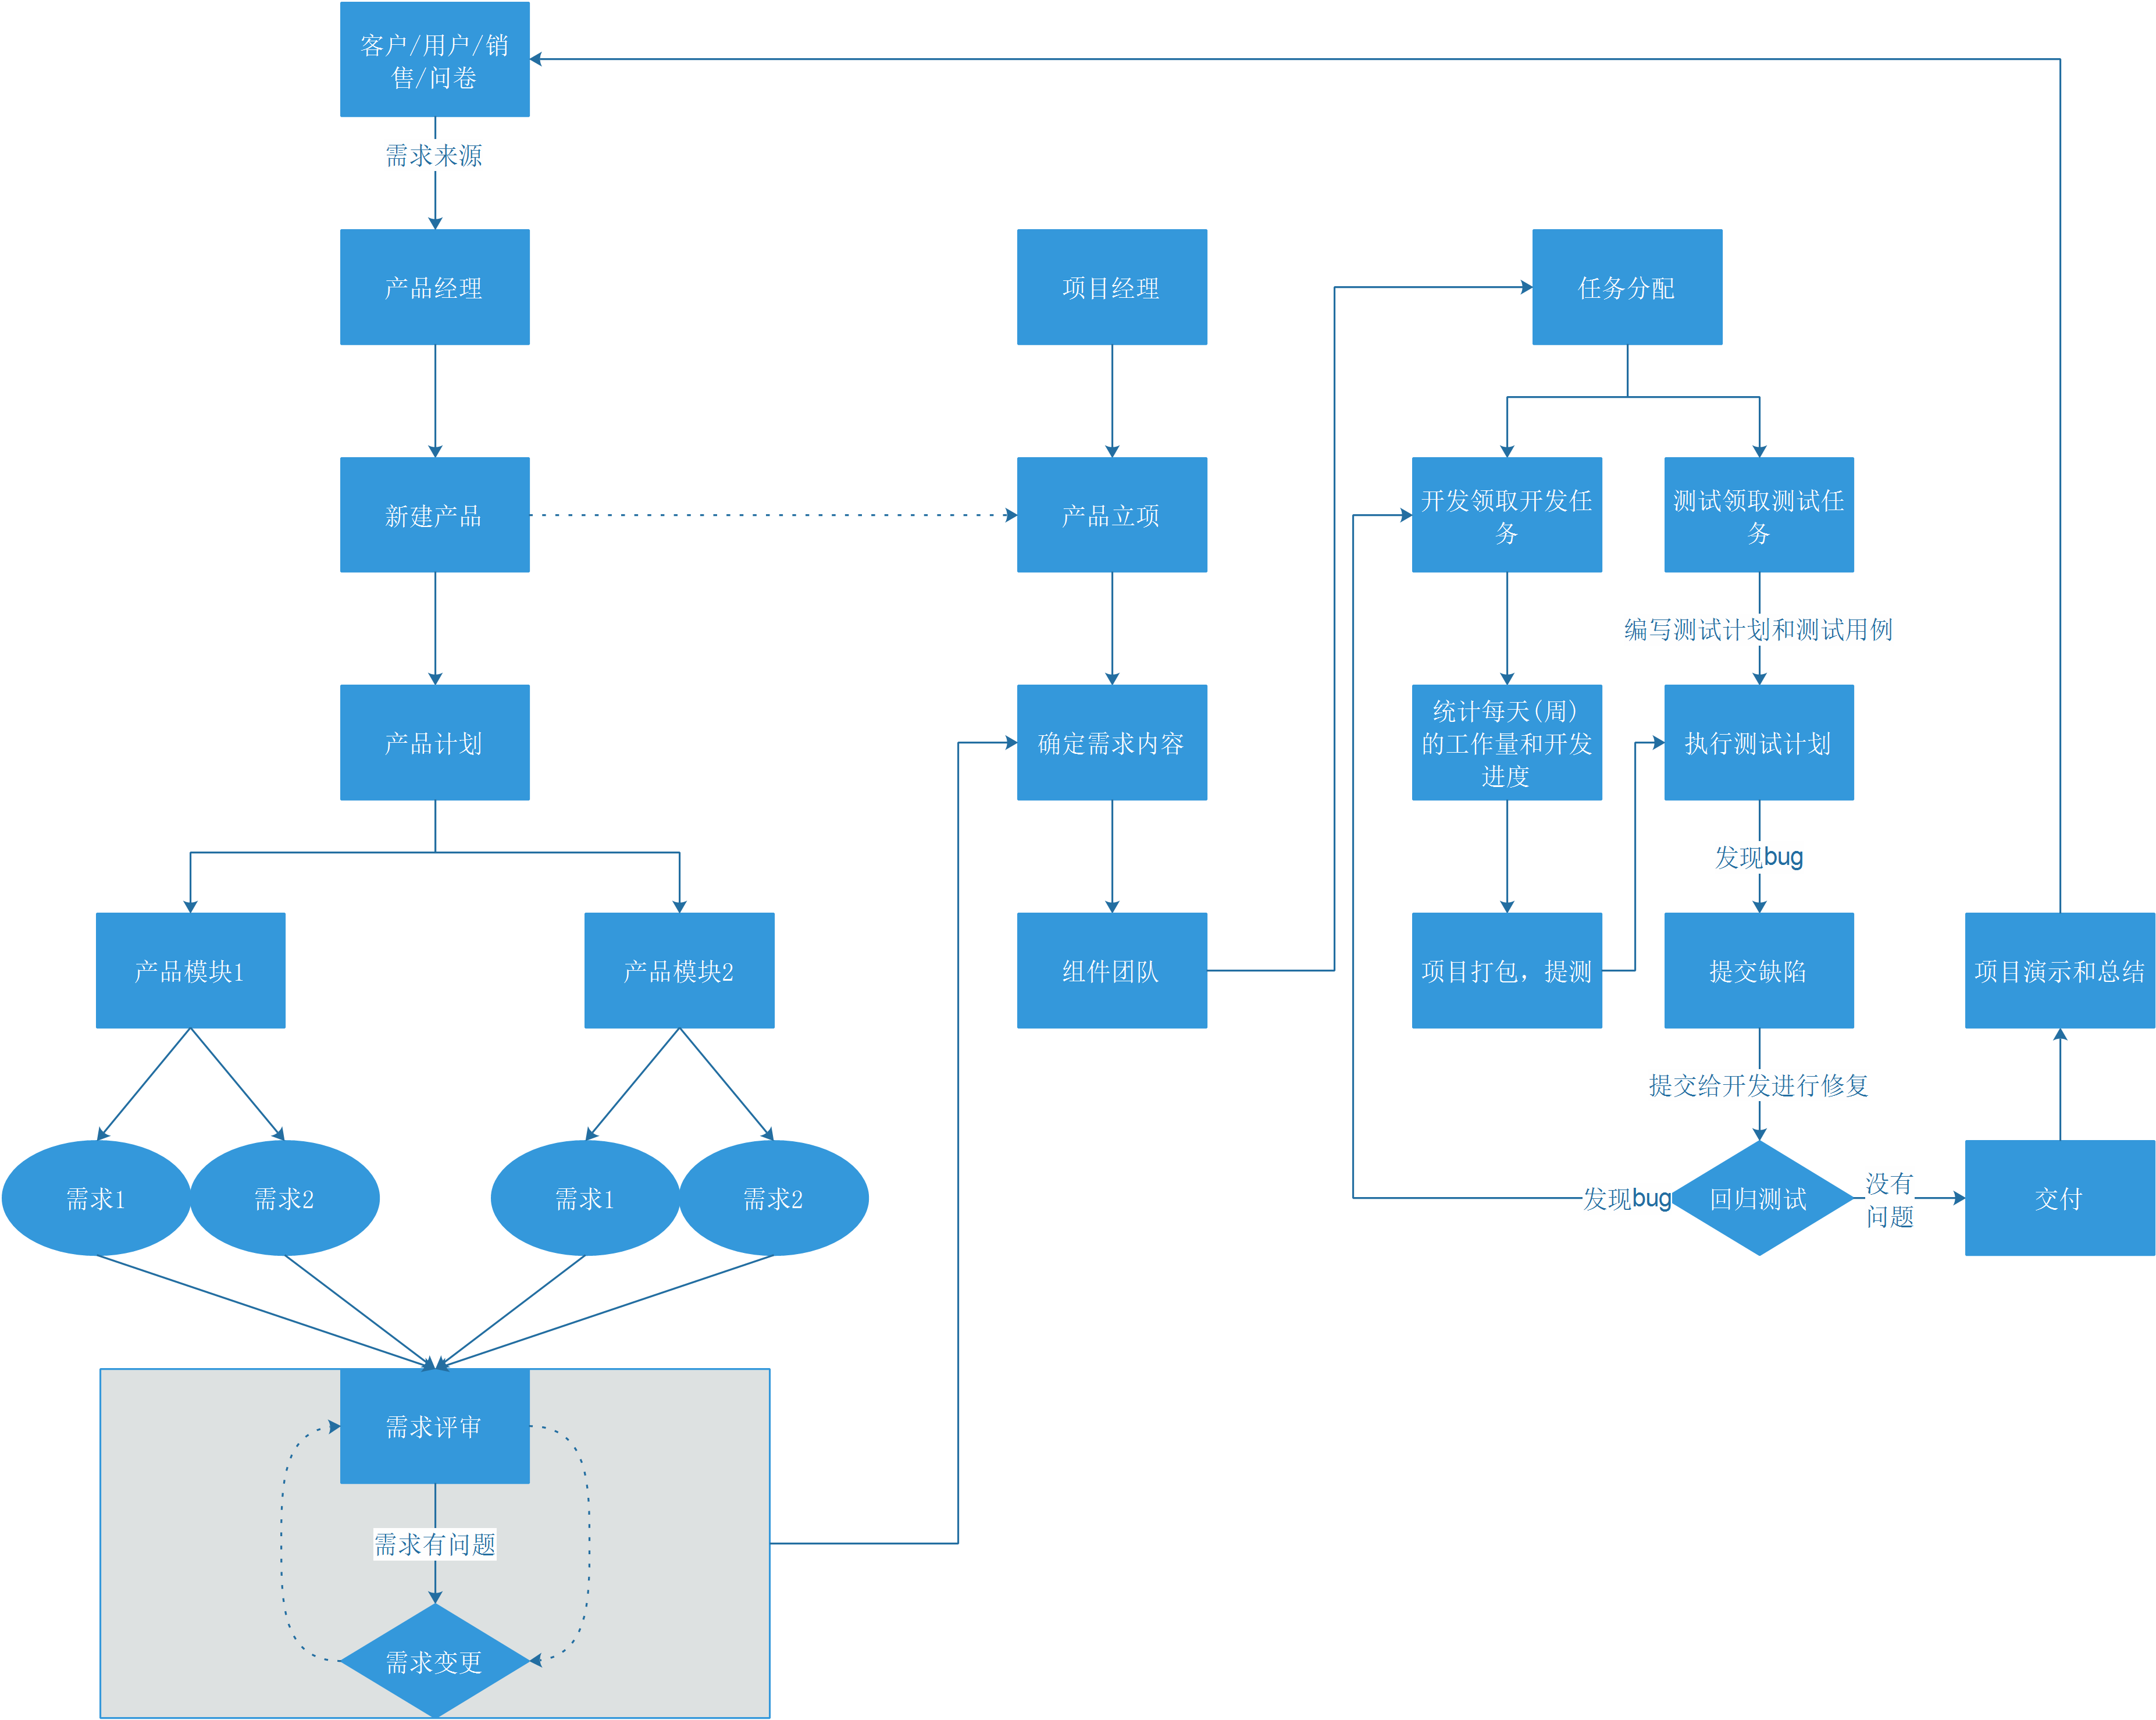 客户/用户/销
售/问卷
需求来源
产品经理
项目经理
任务分配
新建产品
产品立项
开发领取开发任
务
测试领取测试任
务
编写测试计划和测试用例
产品计划
确定需求内容
统计每天(周)
的工作量和开发
进度
执行测试计划
发现bug
产品模块1
产品模块2
组件团队
项目打包，提测
提交缺陷
项目演示和总结
提交给开发进行修复
需求1
需求2
需求1
需求2
发现bug
回归测试
没有
问题
交付
需求评审
需求有问题
需求变更